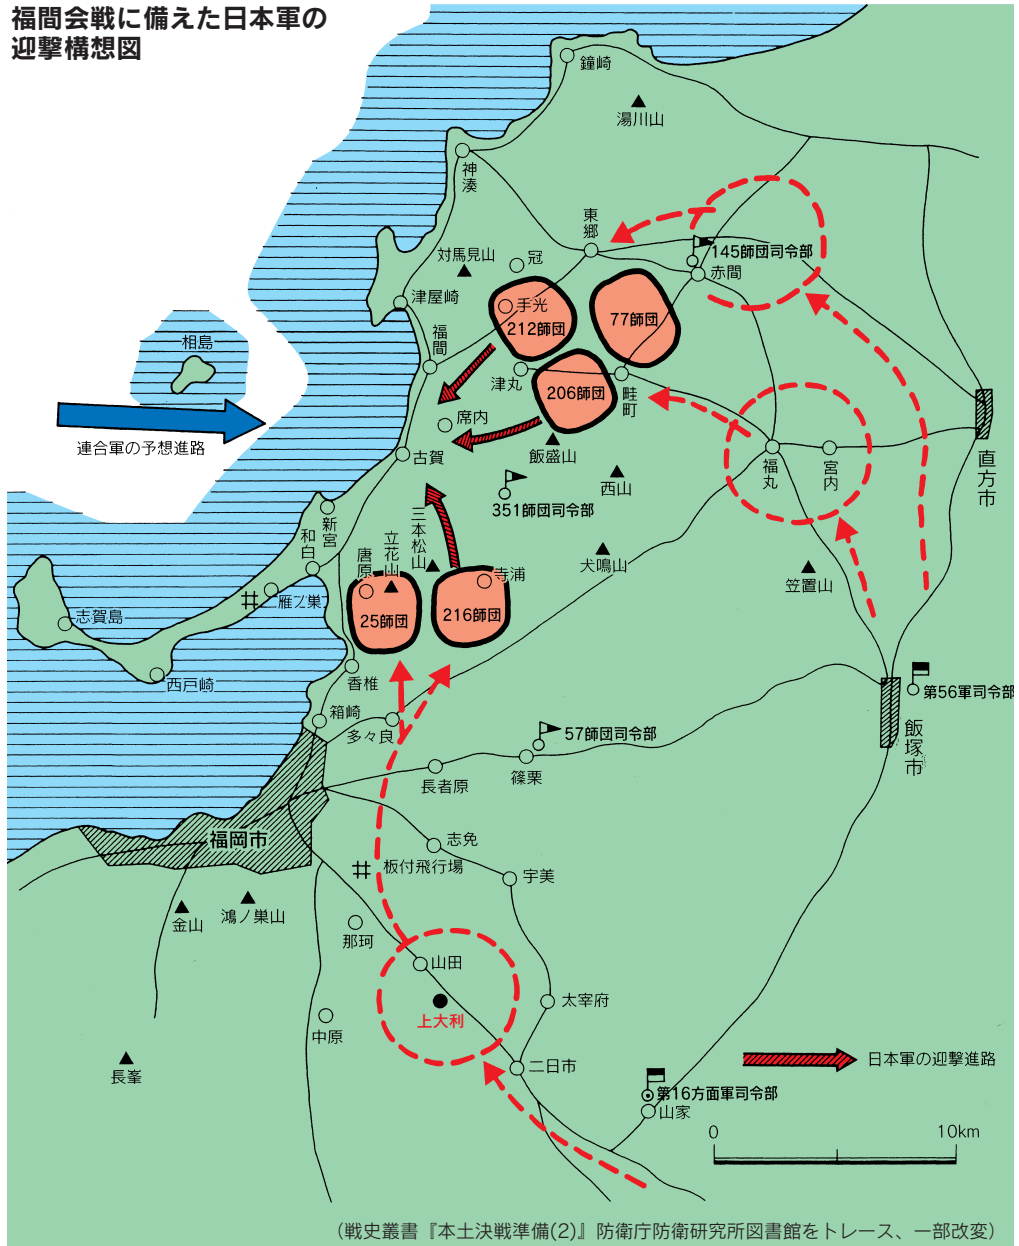 福間会戦に備えた日本軍の
迎撃構想図
鐘崎
湯川山
神湊
東郷
145師団司令部
赤間
対馬見山
冠
津屋崎
手光
212師団
77師団
福間
相島
津丸
206師団
畦町
席内
連合軍の予想進路
古賀
飯盛山
西山
福丸
宮内
直方市
351師団司令部
新宮
和白
三本松山
立花山
唐原
犬鳴山
寺浦
笠置山
雁ノ巣
25師団
216師団
志賀島
西戸崎
香椎
第56軍司令部
箱崎
多々良
57師団司令部
飯塚市
長者原
篠栗
福岡市
志免
板付飛行場
宇美
金山
鴻ノ巣山
那珂
山田
上大利
太宰府
中原
長峯
二日市
日本軍の迎撃進路
第16方面軍司令部
山家
0
10km
（戦史叢書『本土決戦準備(2)』防衛庁防衛研究所図書館をトレース、一部改変）